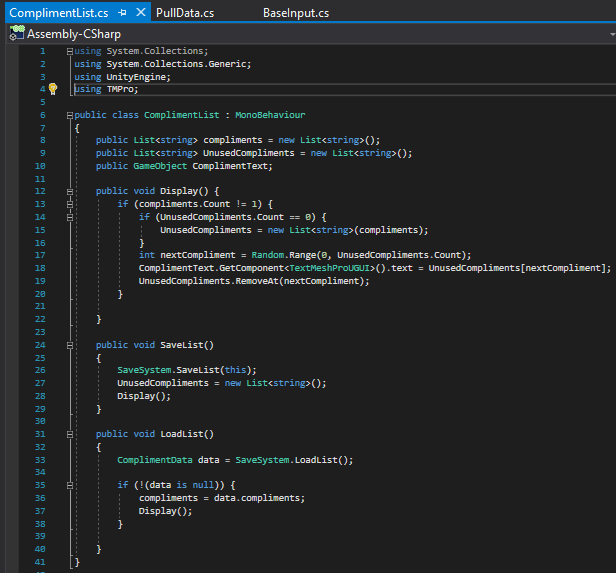 ComplimentList.cs PullData.cs BaseInput.cs
Assembly-CSharp
1 using System.Collections;
2 using System.Collections.Generic;
3 using UnityEngine;
4 using TMPro;
5
6 public class ComplimentList : MonoBehaviour
7 {
8 public List<string> compliments = new List<string>();
9 public List<string> UnusedCompliments = new List<string>();
10 public GameObject ComplimentText;
11
12 public void Display() {
13 if (compliments.Count != 1) {
14 if (UnusedCompliments.Count == 0) {
15 UnusedCompliments = new List<string>(compliments);
16 }
17 int nextCompliment = Random.Range(0, UnusedCompliments.Count);
18 ComplimentText.GetComponent<TextMeshProUGUI>().text = UnusedCompliments[nextCompliment];
19 UnusedCompliments.RemoveAt(nextCompliment);
20 }
21
22 }
23
24 public void SaveList()
25 {
26 SaveSystem.SaveList(this);
27 UnusedCompliments = new List<string>();
28 Display();
29 }
30
31 public void LoadList()
32 {
33 ComplimentData data = SaveSystem.LoadList();
34
35 if (!(data is null)) {
36 compliments = data.compliments;
37 Display();
38 }
39
40 }
41 }